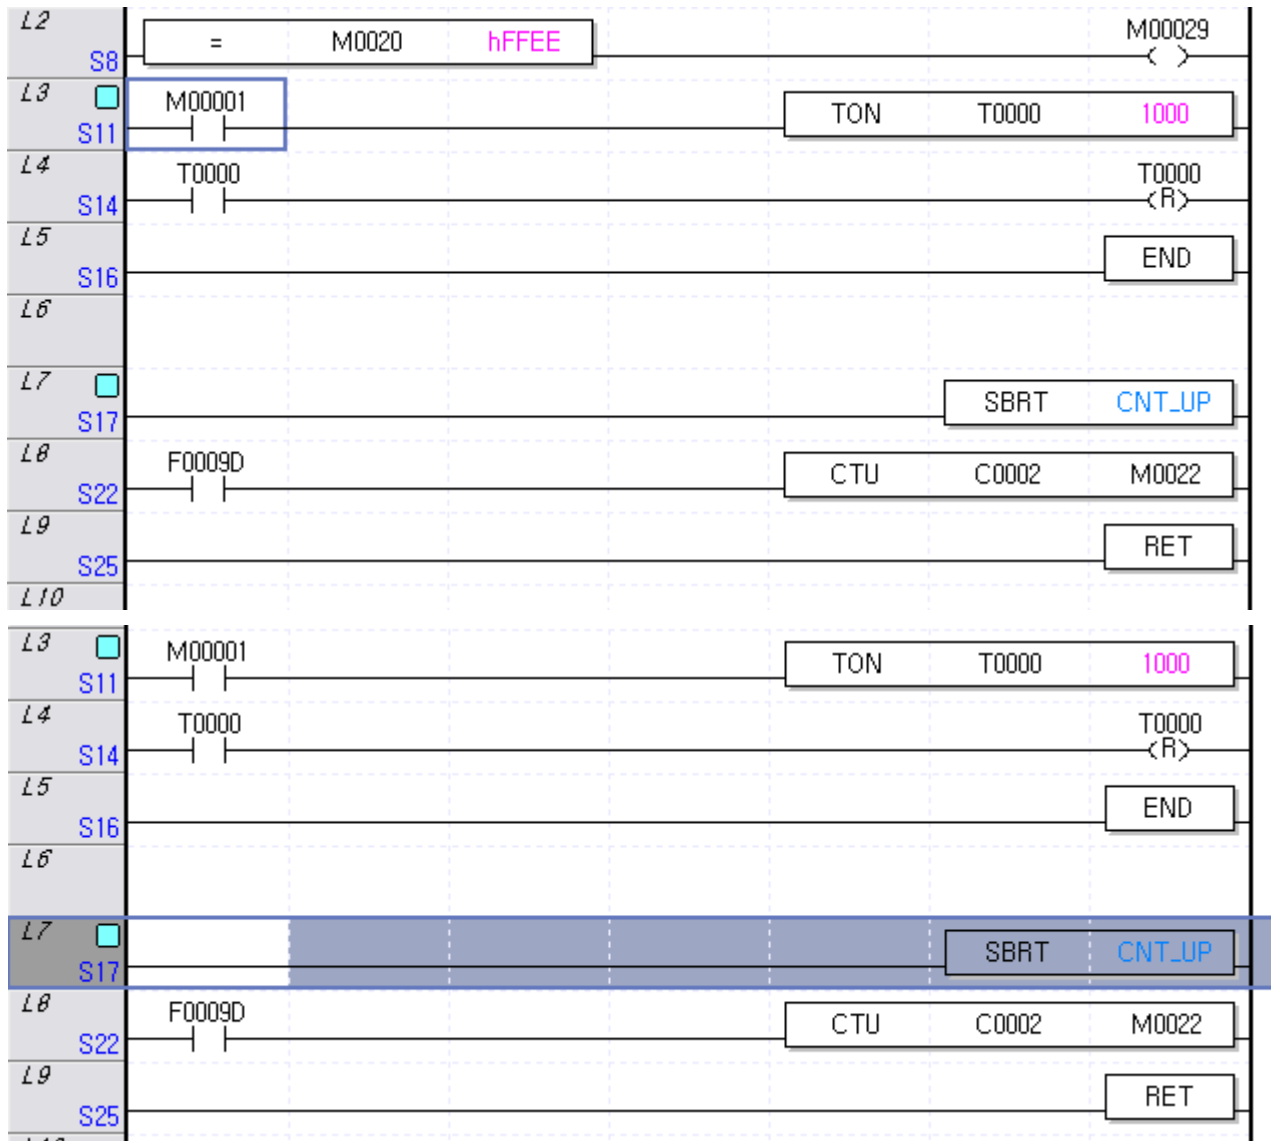 L2
S8
= M0020 hFFEE
M00029
L3
S11
M00001
TON T0000 1000
L4
S14
T0000
T0000
R
L5
S16
END
L6
L7
S17
SBRT CNT_UP
L8
S22
F0009D
CTU C0002 M0022
L9
S25
RET
L10
L3
S11
M00001
TON T0000 1000
L4
S14
T0000
T0000
R
L5
S16
END
L6
L7
S17
SBRT CNT_UP
L8
S22
F0009D
CTU C0002 M0022
L9
S25
RET